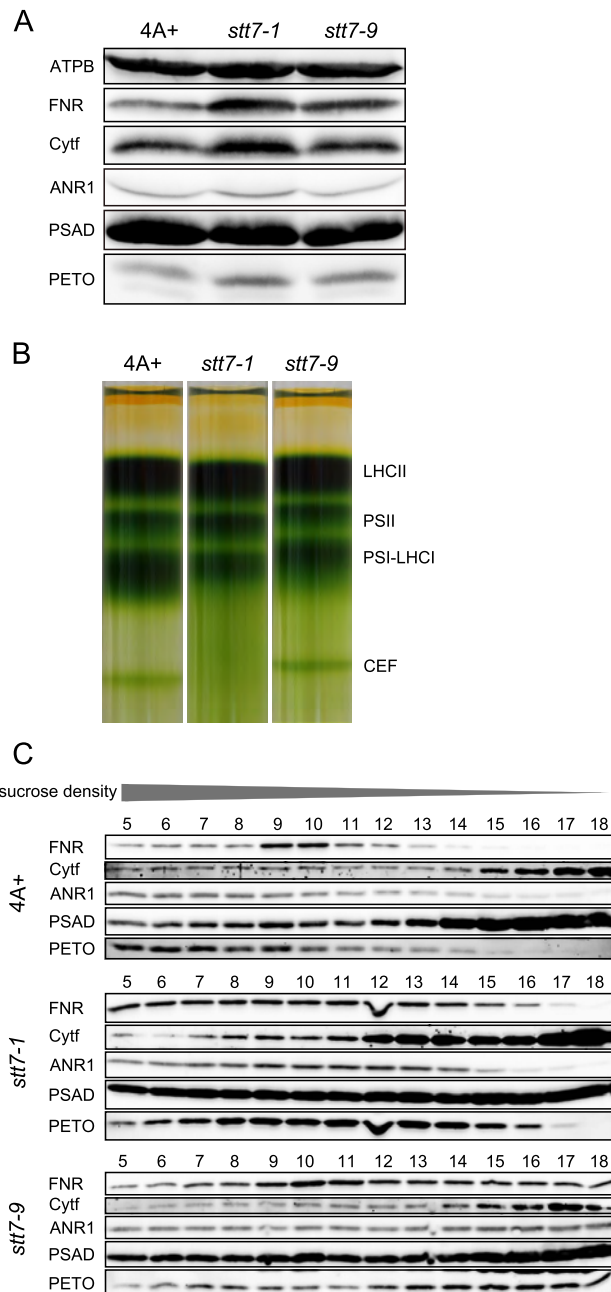 A
4A+ stt7-1 stt7-9
ATPB
FNR
Cytf
ANR1
PSAD
PETO
B
4A+ stt7-1 stt7-9
LHCII
PSII
PSI-LHCI
CEF
C
sucrose density
5 6 7 8 9 10 11 12 13 14 15 16 17 18
4A+
FNR
Cytf
ANR1
PSAD
PETO
5 6 7 8 9 10 11 12 13 14 15 16 17 18
stt7-1
FNR
Cytf
ANR1
PSAD
PETO
5 6 7 8 9 10 11 12 13 14 15 16 17 18
stt7-9
FNR
Cytf
ANR1
PSAD
PETO